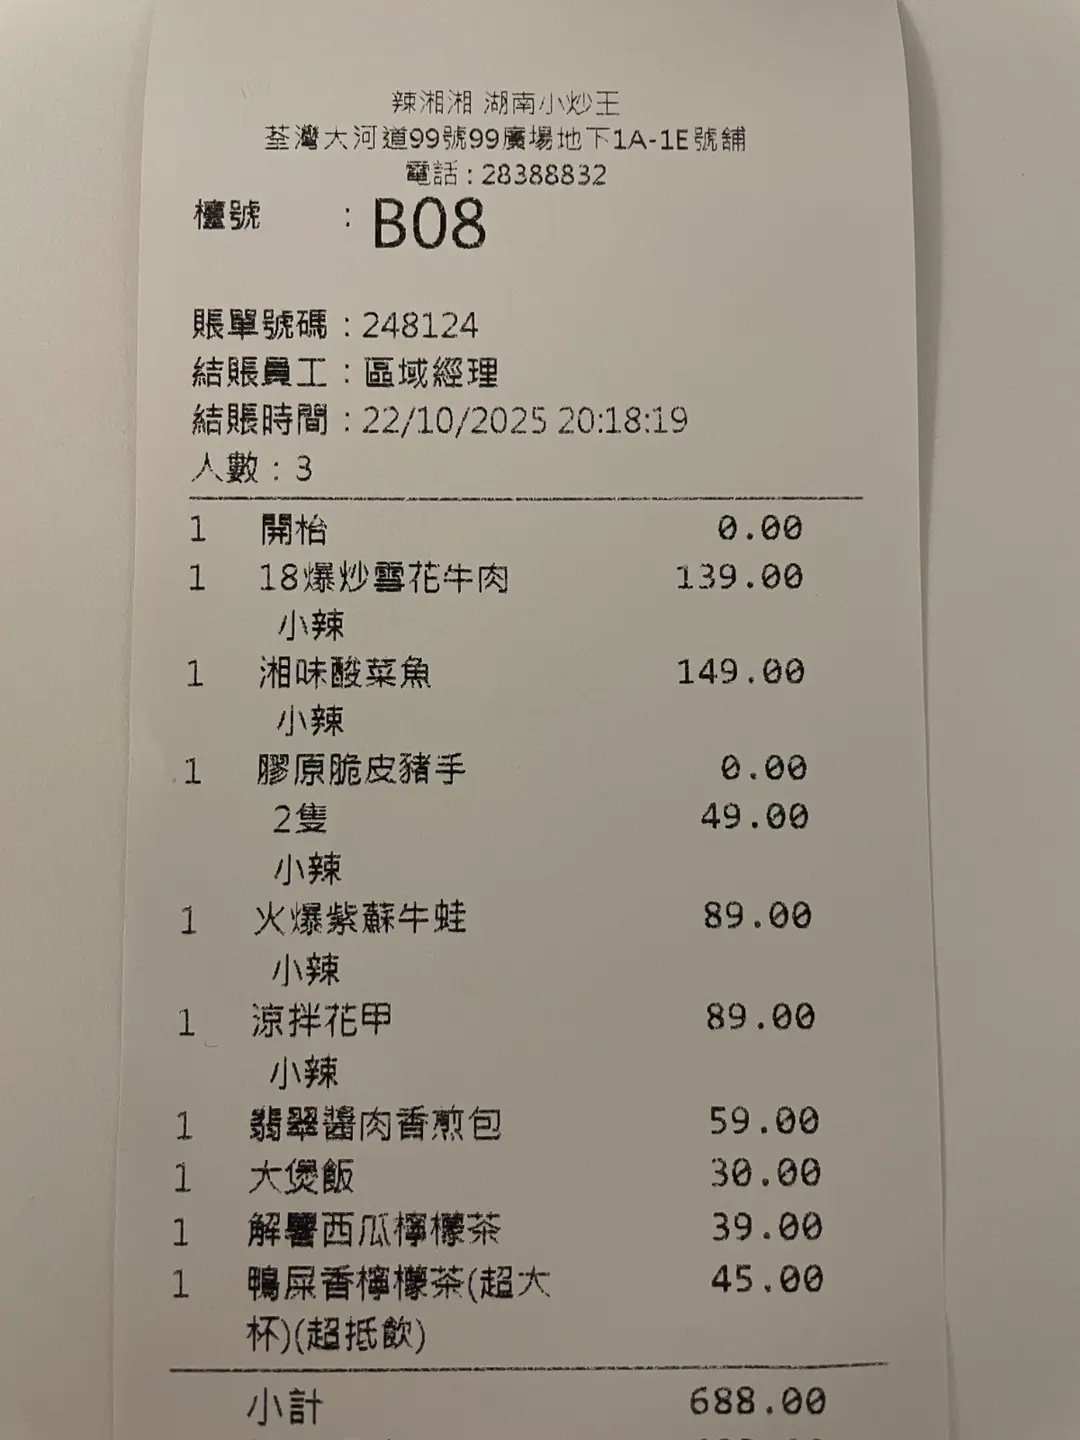 辣湘湘 湖南小炒王
荃灣大河道99號99廣場地下1A-1E號舖
電話：28388832
檯號 ： B08
賬單號碼：248124
結賬員工：區域經理
結賬時間：22/10/2025 20:18:19
人數：3
1 開枱 0.00
1 18爆炒雪花牛肉 139.00
小辣
1 湘味酸菜魚 149.00
小辣
1 膠原脆皮豬手 0.00
2隻 49.00
小辣
1 火爆紫蘇牛蛙 89.00
小辣
1 涼拌花甲 89.00
小辣
1 翡翠醬肉香煎包 59.00
1 大煲飯 30.00
1 解暑西瓜檸檬茶 39.00
1 鴨屎香檸檬茶(超大 45.00
杯)(超抵飲)
小計 688.00